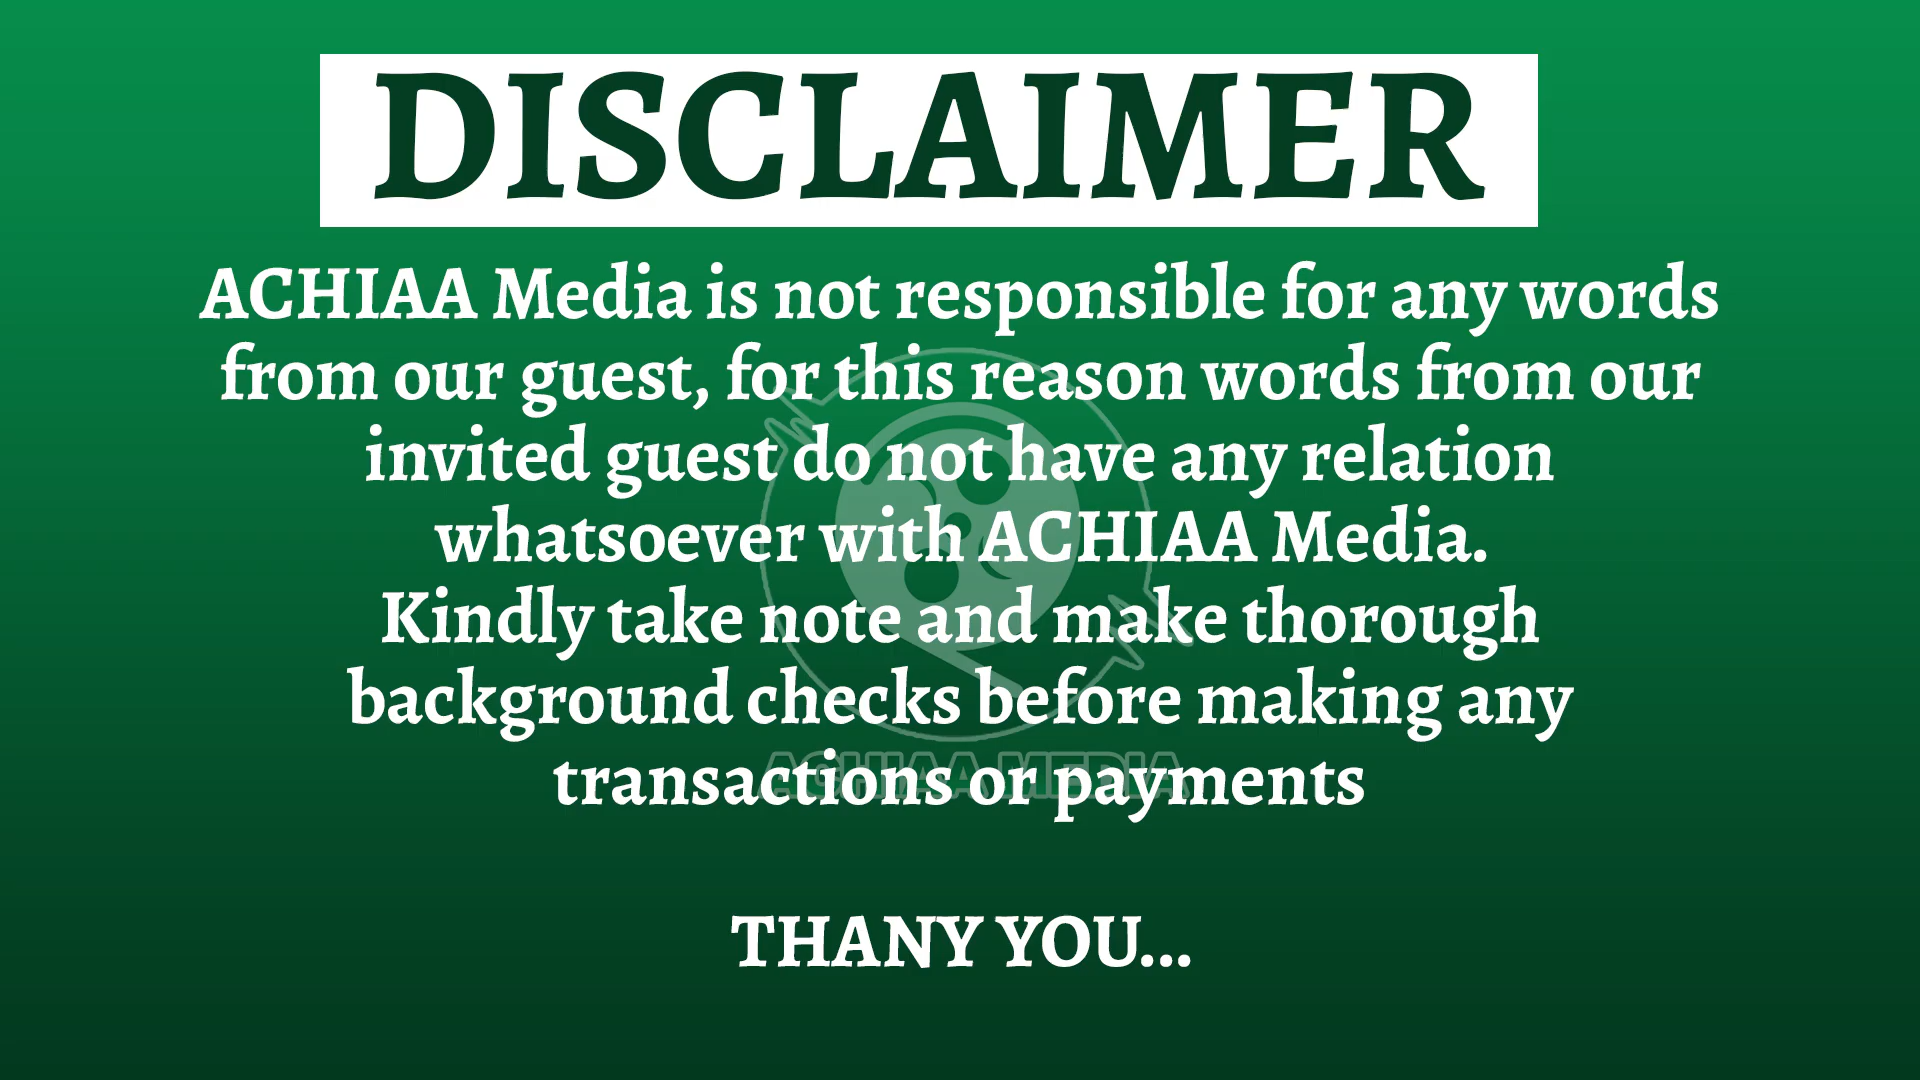 DISCLAIMER
ACHIAA Media is not responsible for any words
from our guest, for this reason words from our
invited guest do not have any relation
whatsoever with ACHIAA Media.
Kindly take note and make thorough
background checks before making any
transactions or payments
ACHIAA MEDIA
THANY YOU...